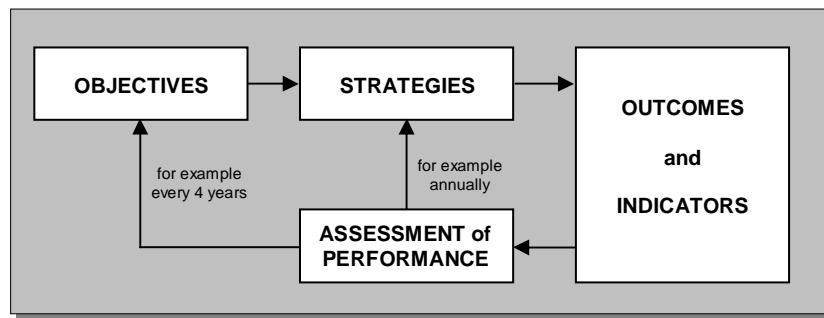 OBJECTIVES
STRATEGIES
OUTCOMES
and
INDICATORS
for example
every 4 years
for example
annually
ASSESSMENT of
PERFORMANCE